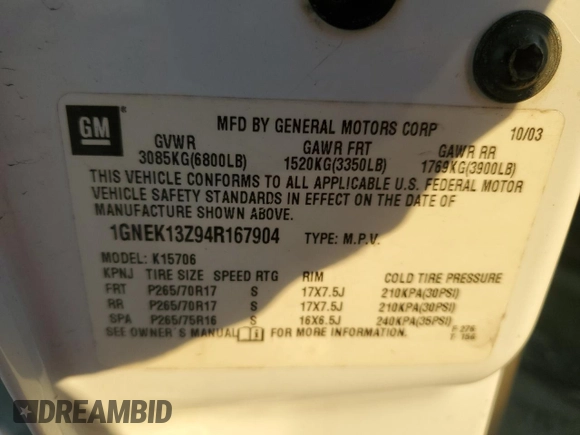 GM
MFD BY GENERAL MOTORS CORP 10/03
GVWR GAWR FRT GAWR RR
3085KG(6800LB) 1520KG(3350LB) 1769KG(3900LB)
THIS VEHICLE CONFORMS TO ALL APPLICABLE U.S. FEDERAL MOTOR
VEHICLE SAFETY STANDARDS IN EFFECT ON THE DATE OF
MANUFACTURE SHOWN ABOVE.
1GNEK13Z94R167904 TYPE: M.P.V.
MODEL: K15706
KPNJ TIRE SIZE SPEED RTG RIM COLD TIRE PRESSURE
FRT P265/70R17 S 17X7.5J 210KPA(30PSI)
RR P265/70R17 S 17X7.5J 210KPA(30PSI)
SPA P265/75R16 S 16X6.5J 240KPA(35PSI)
SEE OWNER'S MANUAL FOR MORE INFORMATION.
DREAMBID